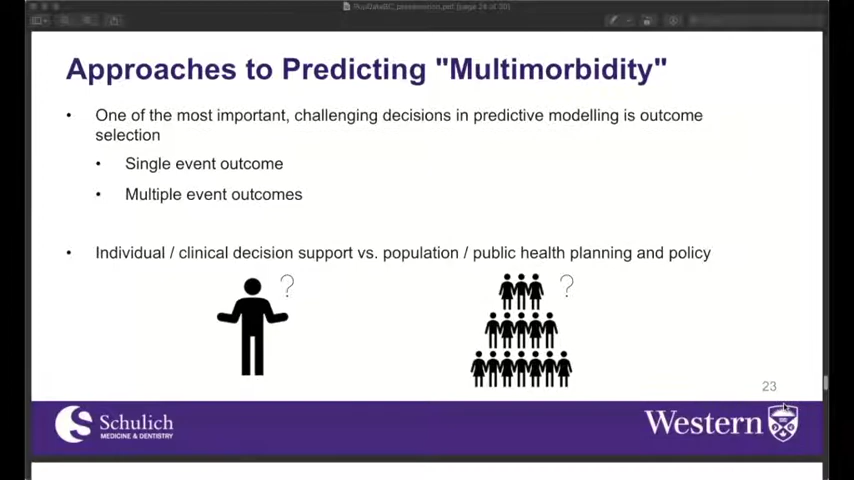 Approaches to Predicting "Multimorbidity"
• One of the most important, challenging decisions in predictive modelling is outcome
selection
• Single event outcome
• Multiple event outcomes
• Individual / clinical decision support vs. population / public health planning and policy
? ?
23
Schulich
MEDICINE & DENTISTRY
Western